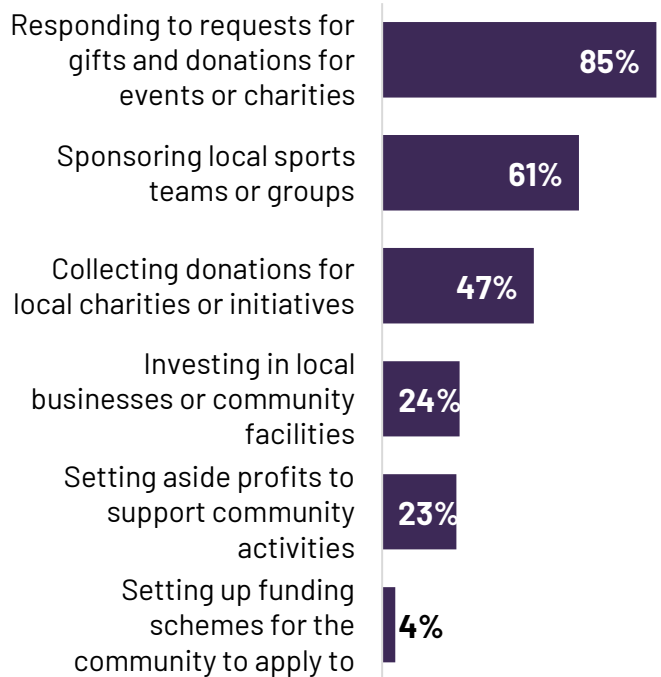 Responding to requests for
gifts and donations for
events or charities
85%
Sponsoring local sports
teams or groups
61%
Collecting donations for
local charities or initiatives
47%
Investing in local
businesses or community
facilities
24%
Setting aside profits to
support community
activities
23%
Setting up funding
schemes for the
community to apply to
4%